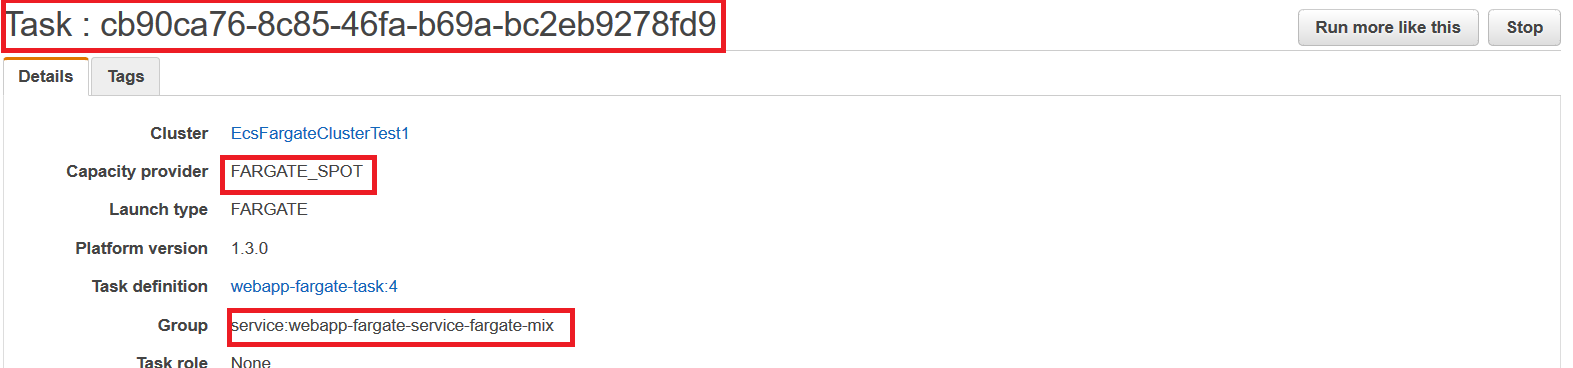 Task : cb90ca76-8c85-46fa-b69a-bc2eb9278fd9
Run more like this
Stop
Details
Tags
Cluster EcsFargateClusterTest1
Capacity provider FARGATE_SPOT
Launch type FARGATE
Platform version 1.3.0
Task definition webapp-fargate-task:4
Group service:webapp-fargate-service-fargate-mix
Task role None